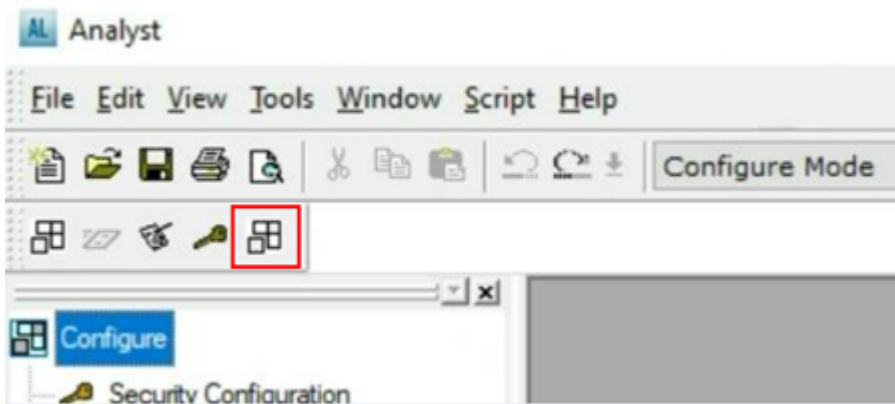 AL Analyst
File Edit View Tools Window Script Help
Configure Mode
Configure
Security Configuration